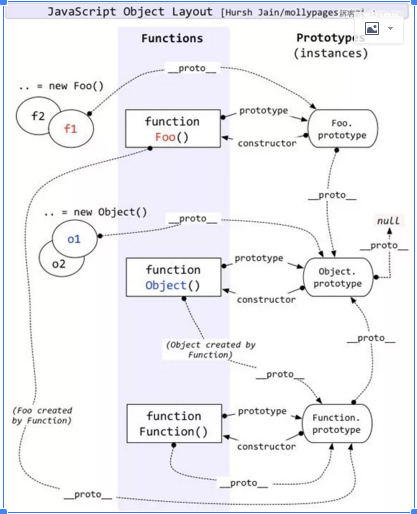 JavaScript Object Layout [Hursh Jain/mollypages
Functions
Prototypes
(instances)
__proto__
.. = new Foo()
f2
f1
function
Foo()
prototype
constructor
Foo.
prototype
__proto__
null
.. = new Object()
__proto__
__proto__
o1
o2
function
Object()
prototype
constructor
Object.
prototype
(Object created by
Function)
__proto__
__proto__
(Foo created
by Function)
function
Function()
prototype
constructor
Function.
prototype
__proto__
__proto__